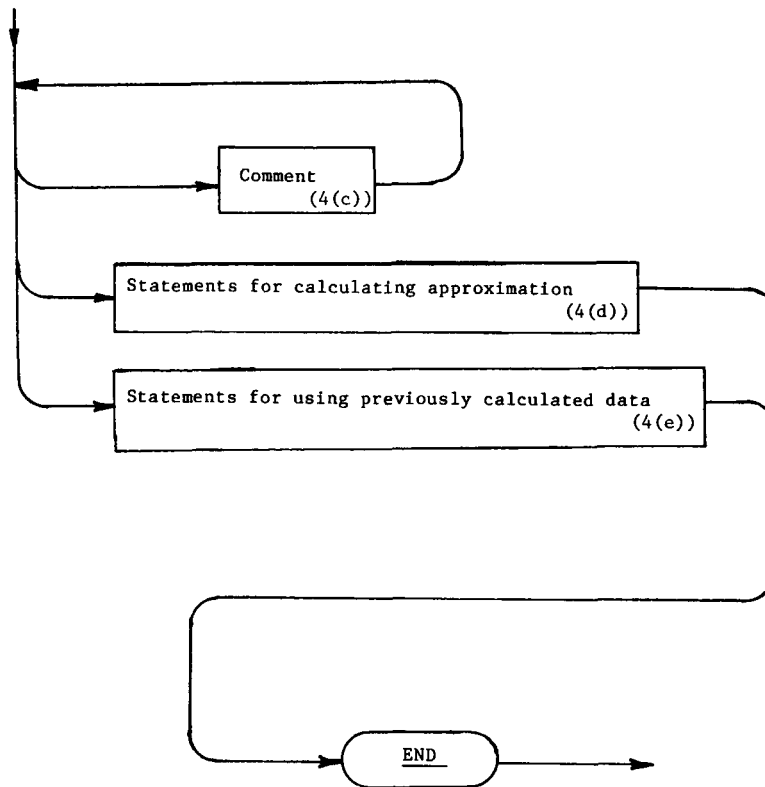 Comment
(4(c))
Statements for calculating approximation
(4(d))
Statements for using previously calculated data
(4(e))
END